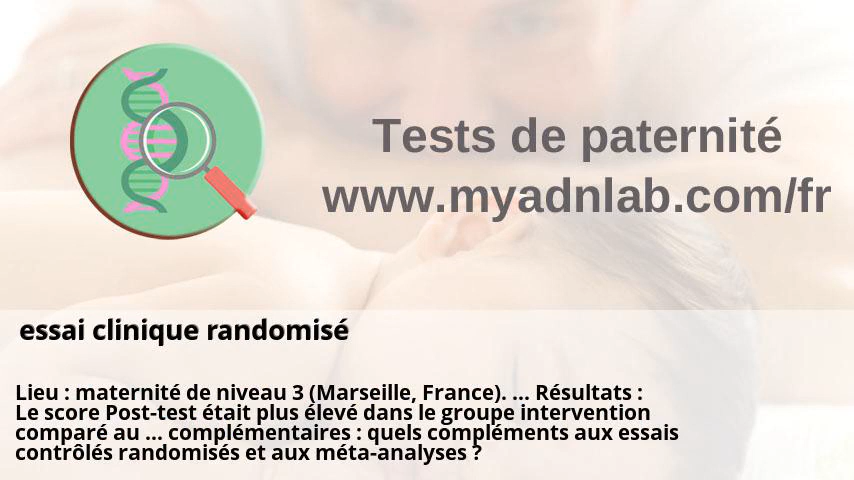 Tests de paternité
www.myadnlab.com/fr
essai clinique randomisé
Lieu : maternité de niveau 3 (Marseille, France). ... Résultats :
Le score Post-test était plus élevé dans le groupe intervention
comparé au ... complémentaires : quels compléments aux essais
contrôlés randomisés et aux méta-analyses ?